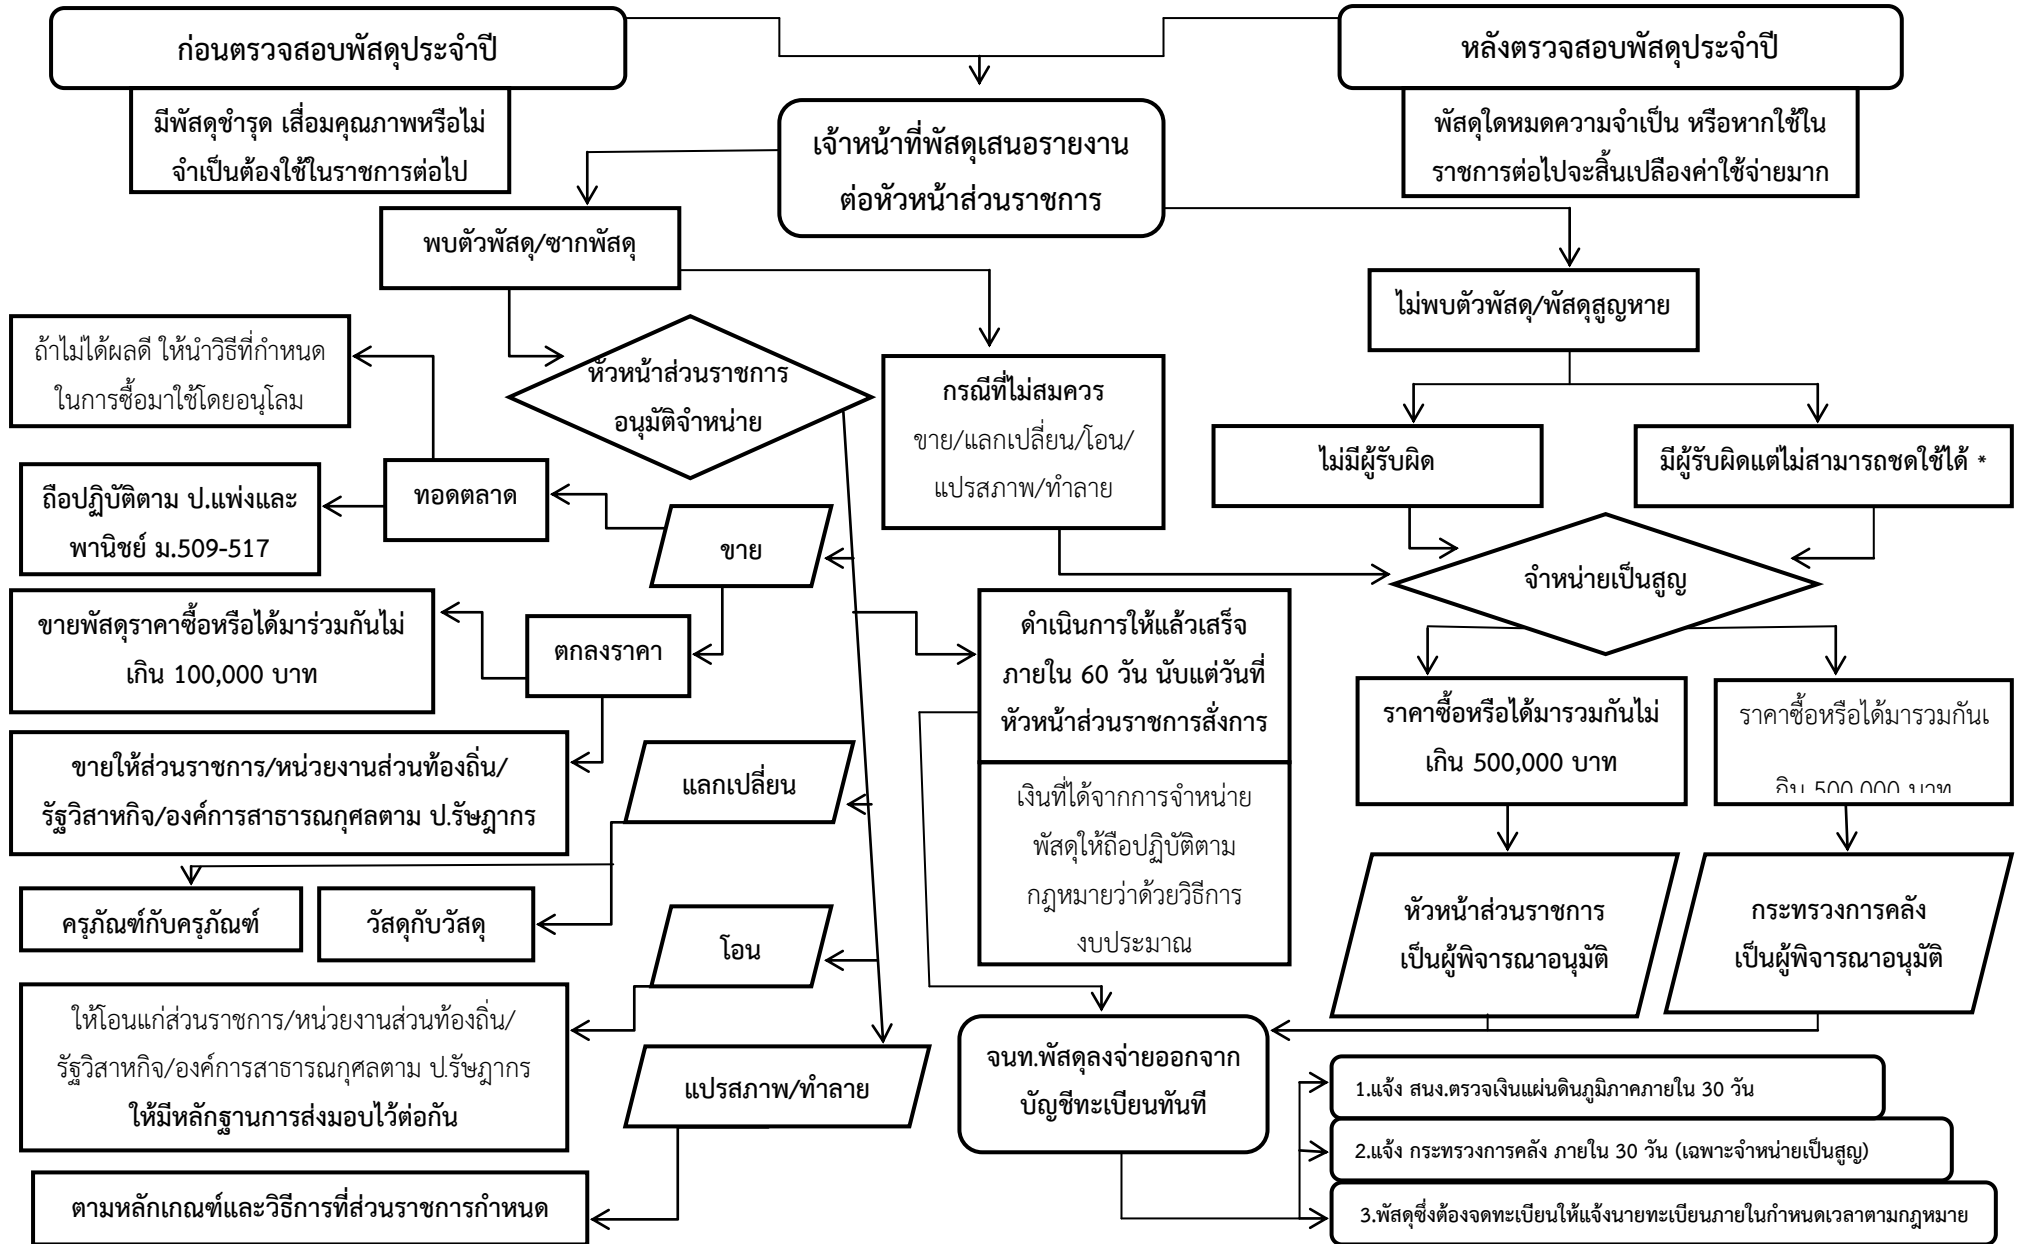 ก่อนตรวจสอบพัสดุประจำปี
หลังตรวจสอบพัสดุประจำปี
มีพัสดุชำรุด เสื่อมคุณภาพหรือไม่
จำเป็นต้องใช้ในราชการต่อไป
เจ้าหน้าที่พัสดุเสนอรายงาน
ต่อหัวหน้าส่วนราชการ
พัสดุใดหมดความจำเป็น หรือหากใช้ใน
ราชการต่อไปจะสิ้นเปลืองค่าใช้จ่ายมาก
พบตัวพัสดุ/ซากพัสดุ
ไม่พบตัวพัสดุ/พัสดุสูญหาย
ถ้าไม่ได้ผลดี ให้นำวิธีที่กำหนด
ในการซื้อมาใช้โดยอนุโลม
หัวหน้าส่วนราชการ
อนุมัติจำหน่าย
กรณีที่ไม่สมควร
ขาย/แลกเปลี่ยน/โอน/
แปรสภาพ/ทำลาย
ไม่มีผู้รับผิด
มีผู้รับผิดแต่ไม่สามารถชดใช้ได้ *
ทอดตลาด
ถือปฏิบัติตาม ป.แพ่งและ
พานิชย์ ม.509-517
ขาย
จำหน่ายเป็นสูญ
ขายพัสดุราคาซื้อหรือได้มาร่วมกันไม่
เกิน 100,000 บาท
ตกลงราคา
ดำเนินการให้แล้วเสร็จ
ภายใน 60 วัน นับแต่วันที่
หัวหน้าส่วนราชการสั่งการ
ราคาซื้อหรือได้มารวมกันไม่
เกิน 500,000 บาท
ราคาซื้อหรือได้มารวมกันเ
กิน 500,000 บาท
ขายให้ส่วนราชการ/หน่วยงานส่วนท้องถิ่น/
รัฐวิสาหกิจ/องค์การสาธารณกุศลตาม ป.รัษฎากร
แลกเปลี่ยน
เงินที่ได้จากการจำหน่าย
พัสดุให้ถือปฏิบัติตาม
กฎหมายว่าด้วยวิธีการ
งบประมาณ
ครุภัณฑ์กับครุภัณฑ์
วัสดุกับวัสดุ
โอน
หัวหน้าส่วนราชการ
เป็นผู้พิจารณาอนุมัติ
กระทรวงการคลัง
เป็นผู้พิจารณาอนุมัติ
ให้โอนแก่ส่วนราชการ/หน่วยงานส่วนท้องถิ่น/
รัฐวิสาหกิจ/องค์การสาธารณกุศลตาม ป.รัษฎากร
ให้มีหลักฐานการส่งมอบไว้ต่อกัน
แปรสภาพ/ทำลาย
จนท.พัสดุลงจ่ายออกจาก
บัญชีทะเบียนทันที
1.แจ้ง สนง.ตรวจเงินแผ่นดินภูมิภาคภายใน 30 วัน
2.แจ้ง กระทรวงการคลัง ภายใน 30 วัน (เฉพาะจำหน่ายเป็นสูญ)
3.พัสดุซึ่งต้องจดทะเบียนให้แจ้งนายทะเบียนภายในกำหนดเวลาตามกฎหมาย
ตามหลักเกณฑ์และวิธีการที่ส่วนราชการกำหนด